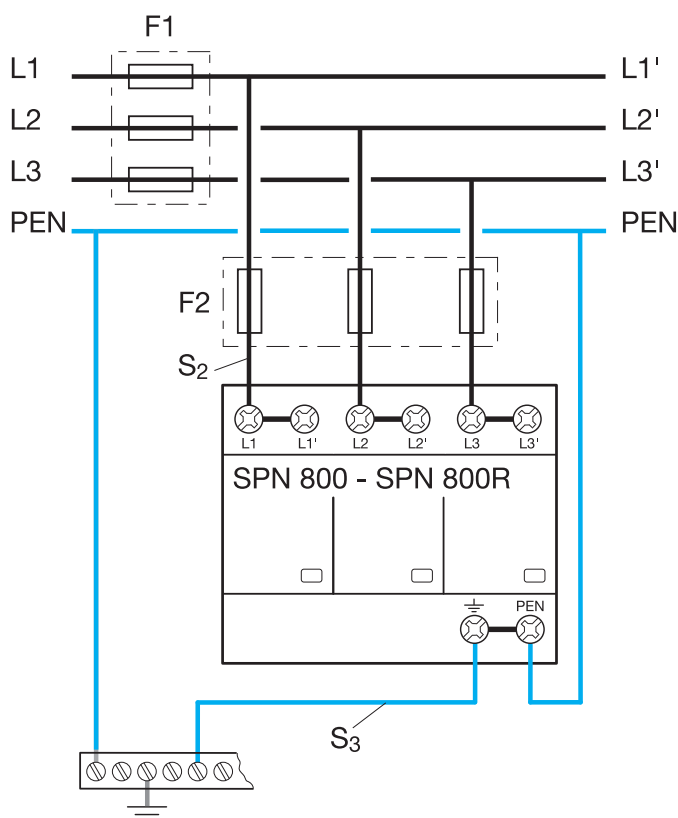 F1
L1 L1'
L2 L2'
L3 L3'
PEN PEN
F2
S2
L1 L1' L2 L2' L3 L3'
SPN 800 - SPN 800R
PEN
S3